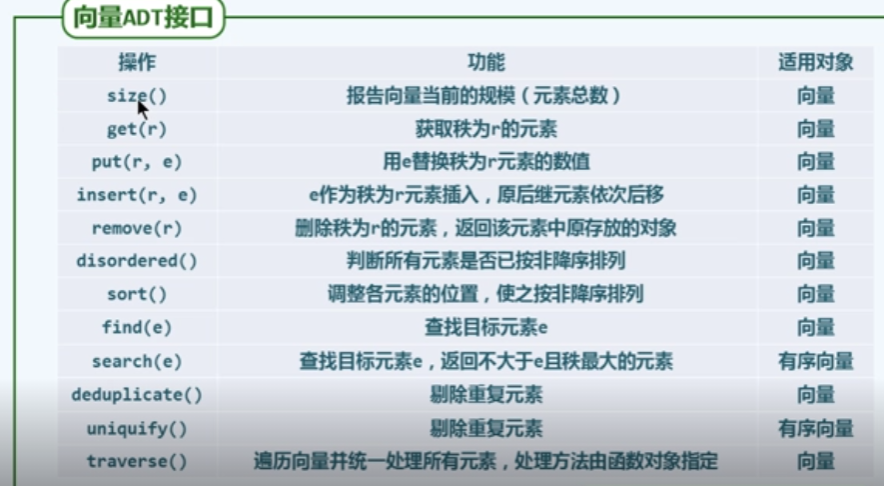 向量ADT接口
操作 功能 适用对象
size() 报告向量当前的规模（元素总数） 向量
get(r) 获取秩为r的元素 向量
put(r, e) 用e替换秩为r元素的数值 向量
insert(r, e) e作为秩为r元素插入，原后继元素依次后移 向量
remove(r) 删除秩为r的元素，返回该元素中原存放的对象 向量
disordered() 判断所有元素是否已按非降序排列 向量
sort() 调整各元素的位置，使之按非降序排列 向量
find(e) 查找目标元素e 向量
search(e) 查找目标元素e，返回不大于e且秩最大的元素 有序向量
deduplicate() 剔除重复元素 向量
uniquify() 剔除重复元素 有序向量
traverse() 遍历向量并统一处理所有元素，处理方法由函数对象指定 向量